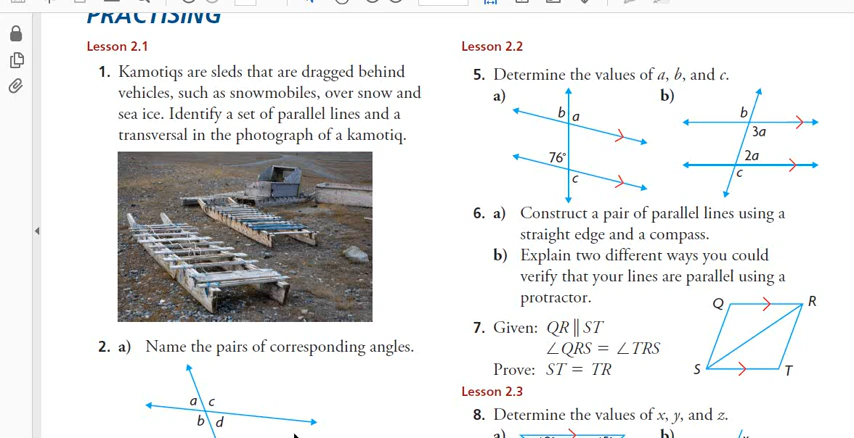 PRACTISING
Lesson 2.1
1. Kamotiqs are sleds that are dragged behind
vehicles, such as snowmobiles, over snow and
sea ice. Identify a set of parallel lines and a
transversal in the photograph of a kamotiq.
2. a) Name the pairs of corresponding angles.
a c
b d
Lesson 2.2
5. Determine the values of a, b, and c.
a) b)
b a
76°
c
b
3a
2a
c
6. a) Construct a pair of parallel lines using a
straight edge and a compass.
b) Explain two different ways you could
verify that your lines are parallel using a
protractor.
7. Given: QR ∥ ST
∠QRS = ∠TRS
Prove: ST = TR
Q R
S T
Lesson 2.3
8. Determine the values of x, y, and z.
a) b)